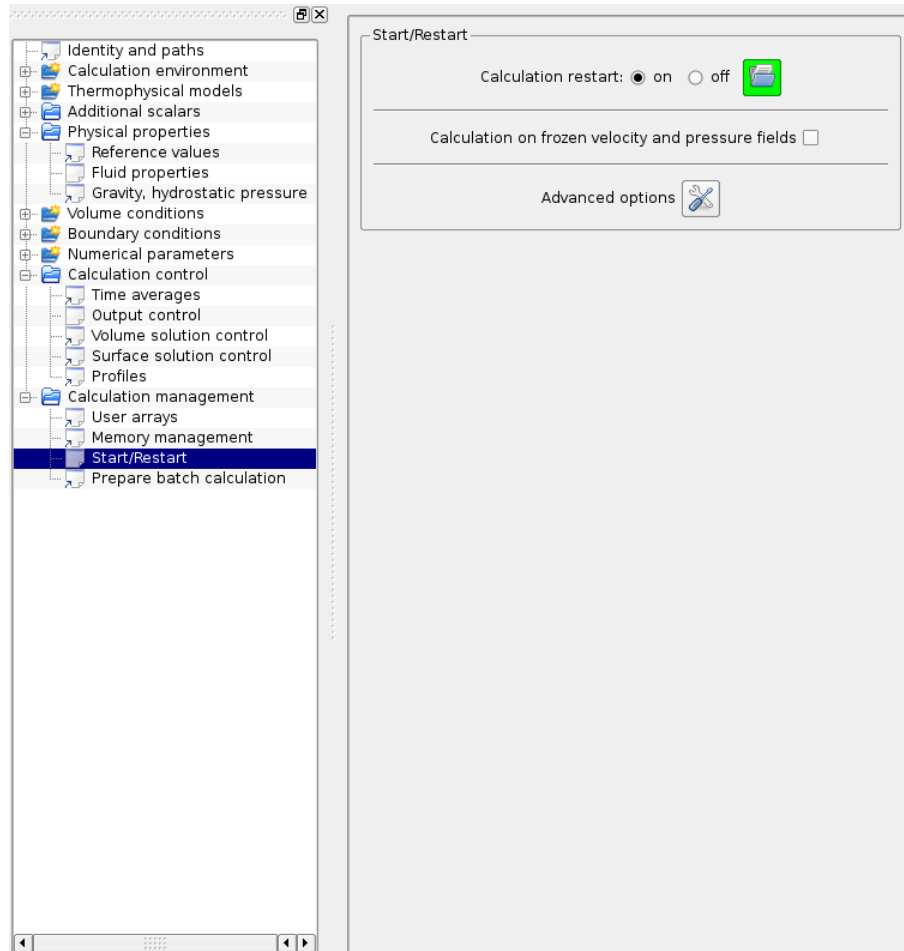 Identity and paths
Calculation environment
Thermophysical models
Additional scalars
Physical properties
Reference values
Fluid properties
Gravity, hydrostatic pressure
Volume conditions
Boundary conditions
Numerical parameters
Calculation control
Time averages
Output control
Volume solution control
Surface solution control
Profiles
Calculation management
User arrays
Memory management
Start/Restart
Prepare batch calculation
Start/Restart
Calculation restart: on off
Calculation on frozen velocity and pressure fields
Advanced options